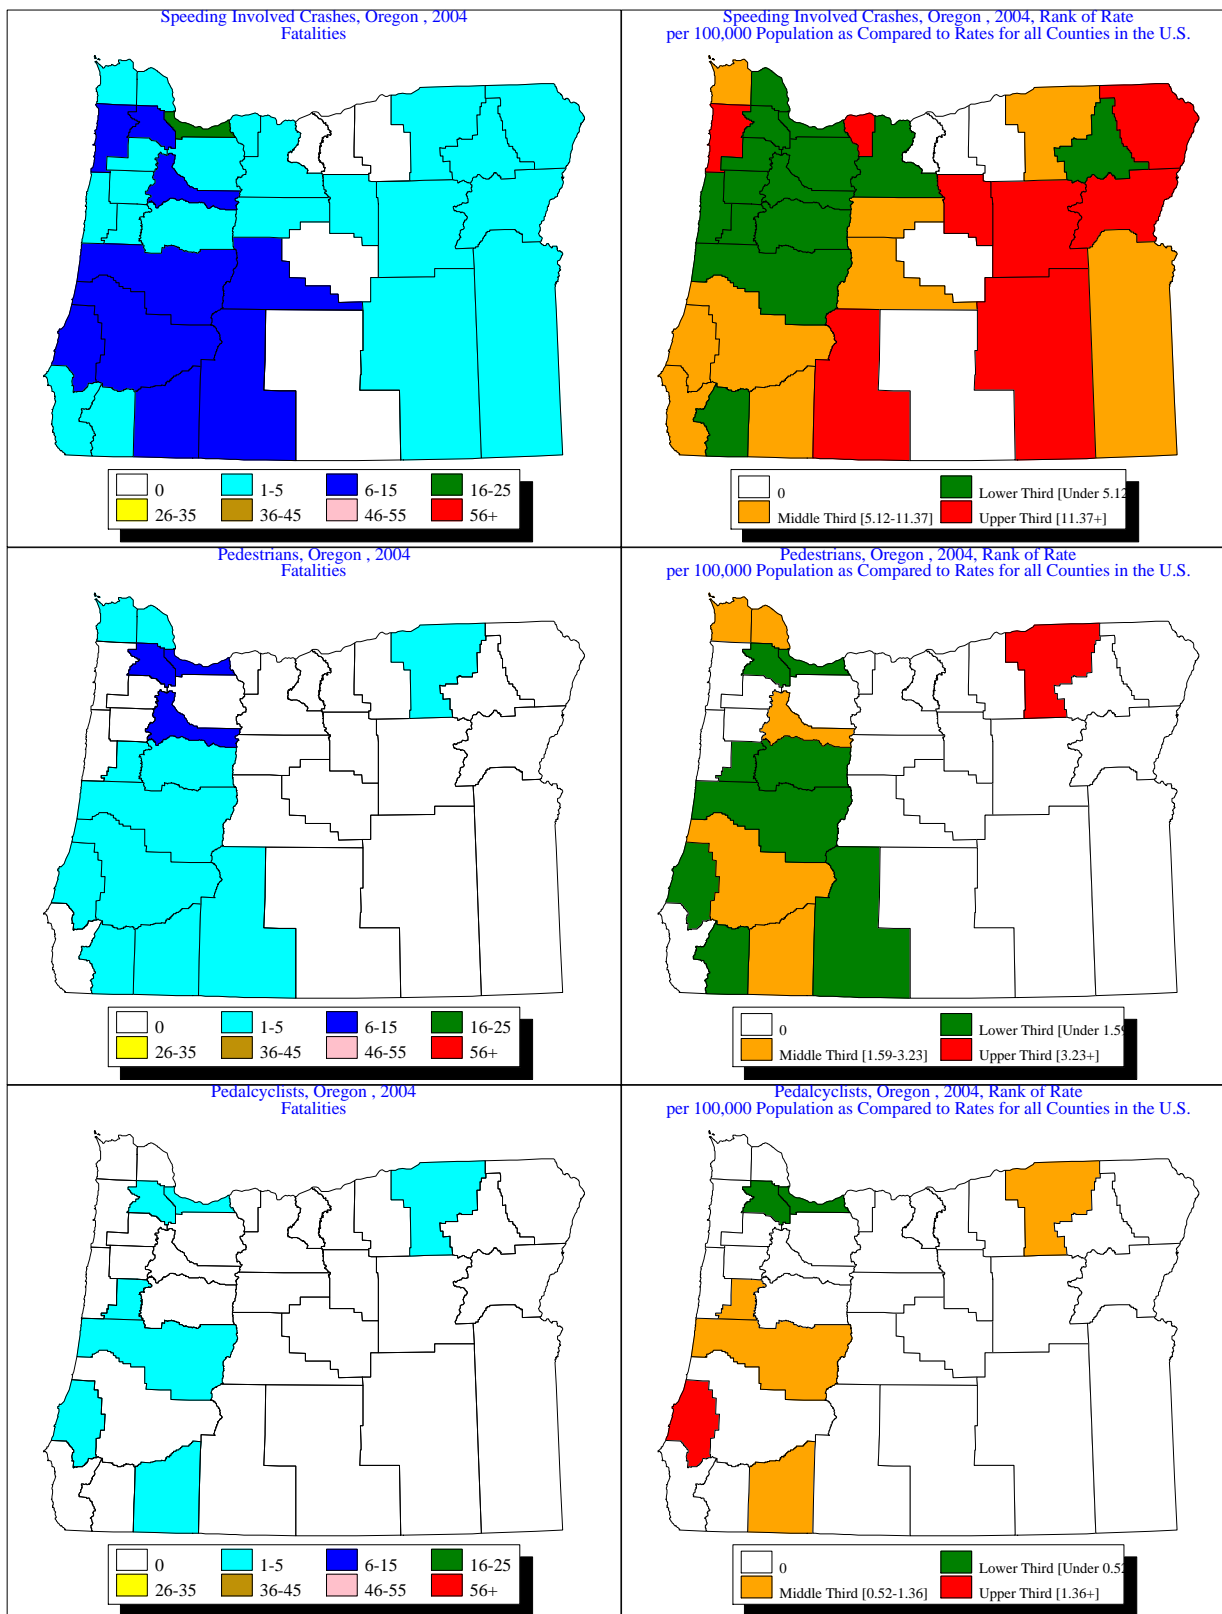 Speeding Involved Crashes, Oregon , 2004
Fatalities
0
1-5
6-15
16-25
26-35
36-45
46-55
56+
Speeding Involved Crashes, Oregon , 2004, Rank of Rate
per 100,000 Population as Compared to Rates for all Counties in the U.S.
0
Lower Third [Under 5.12
Middle Third [5.12-11.37]
Upper Third [11.37+]
Pedestrians, Oregon , 2004
Fatalities
0
1-5
6-15
16-25
26-35
36-45
46-55
56+
Pedestrians, Oregon , 2004, Rank of Rate
per 100,000 Population as Compared to Rates for all Counties in the U.S.
0
Lower Third [Under 1.59
Middle Third [1.59-3.23]
Upper Third [3.23+]
Pedalcyclists, Oregon , 2004
Fatalities
0
1-5
6-15
16-25
26-35
36-45
46-55
56+
Pedalcyclists, Oregon , 2004, Rank of Rate
per 100,000 Population as Compared to Rates for all Counties in the U.S.
0
Lower Third [Under 0.52
Middle Third [0.52-1.36]
Upper Third [1.36+]